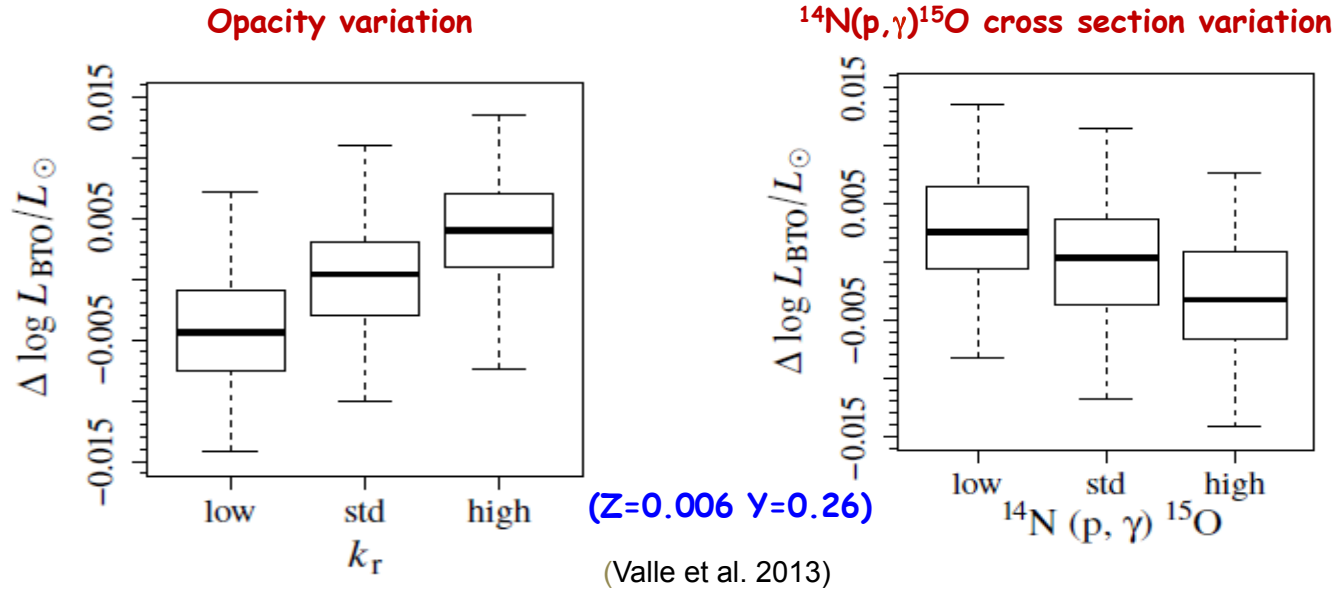 Opacity variation
¹⁴N(p,γ)¹⁵O cross section variation
Δ log L_BTO/L_⊙
0.015
0.005
−0.005
−0.015
low std high
k_r
Δ log L_BTO/L_⊙
0.015
0.005
−0.005
−0.015
low std high
¹⁴N (p, γ) ¹⁵O
(Z=0.006 Y=0.26)
(Valle et al. 2013)